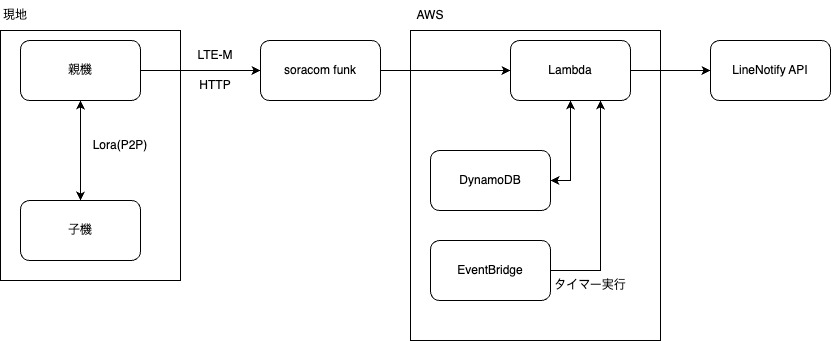 現地
AWS
親機
LTE-M
HTTP
soracom funk
Lambda
LineNotify API
Lora(P2P)
DynamoDB
子機
EventBridge
タイマー実行